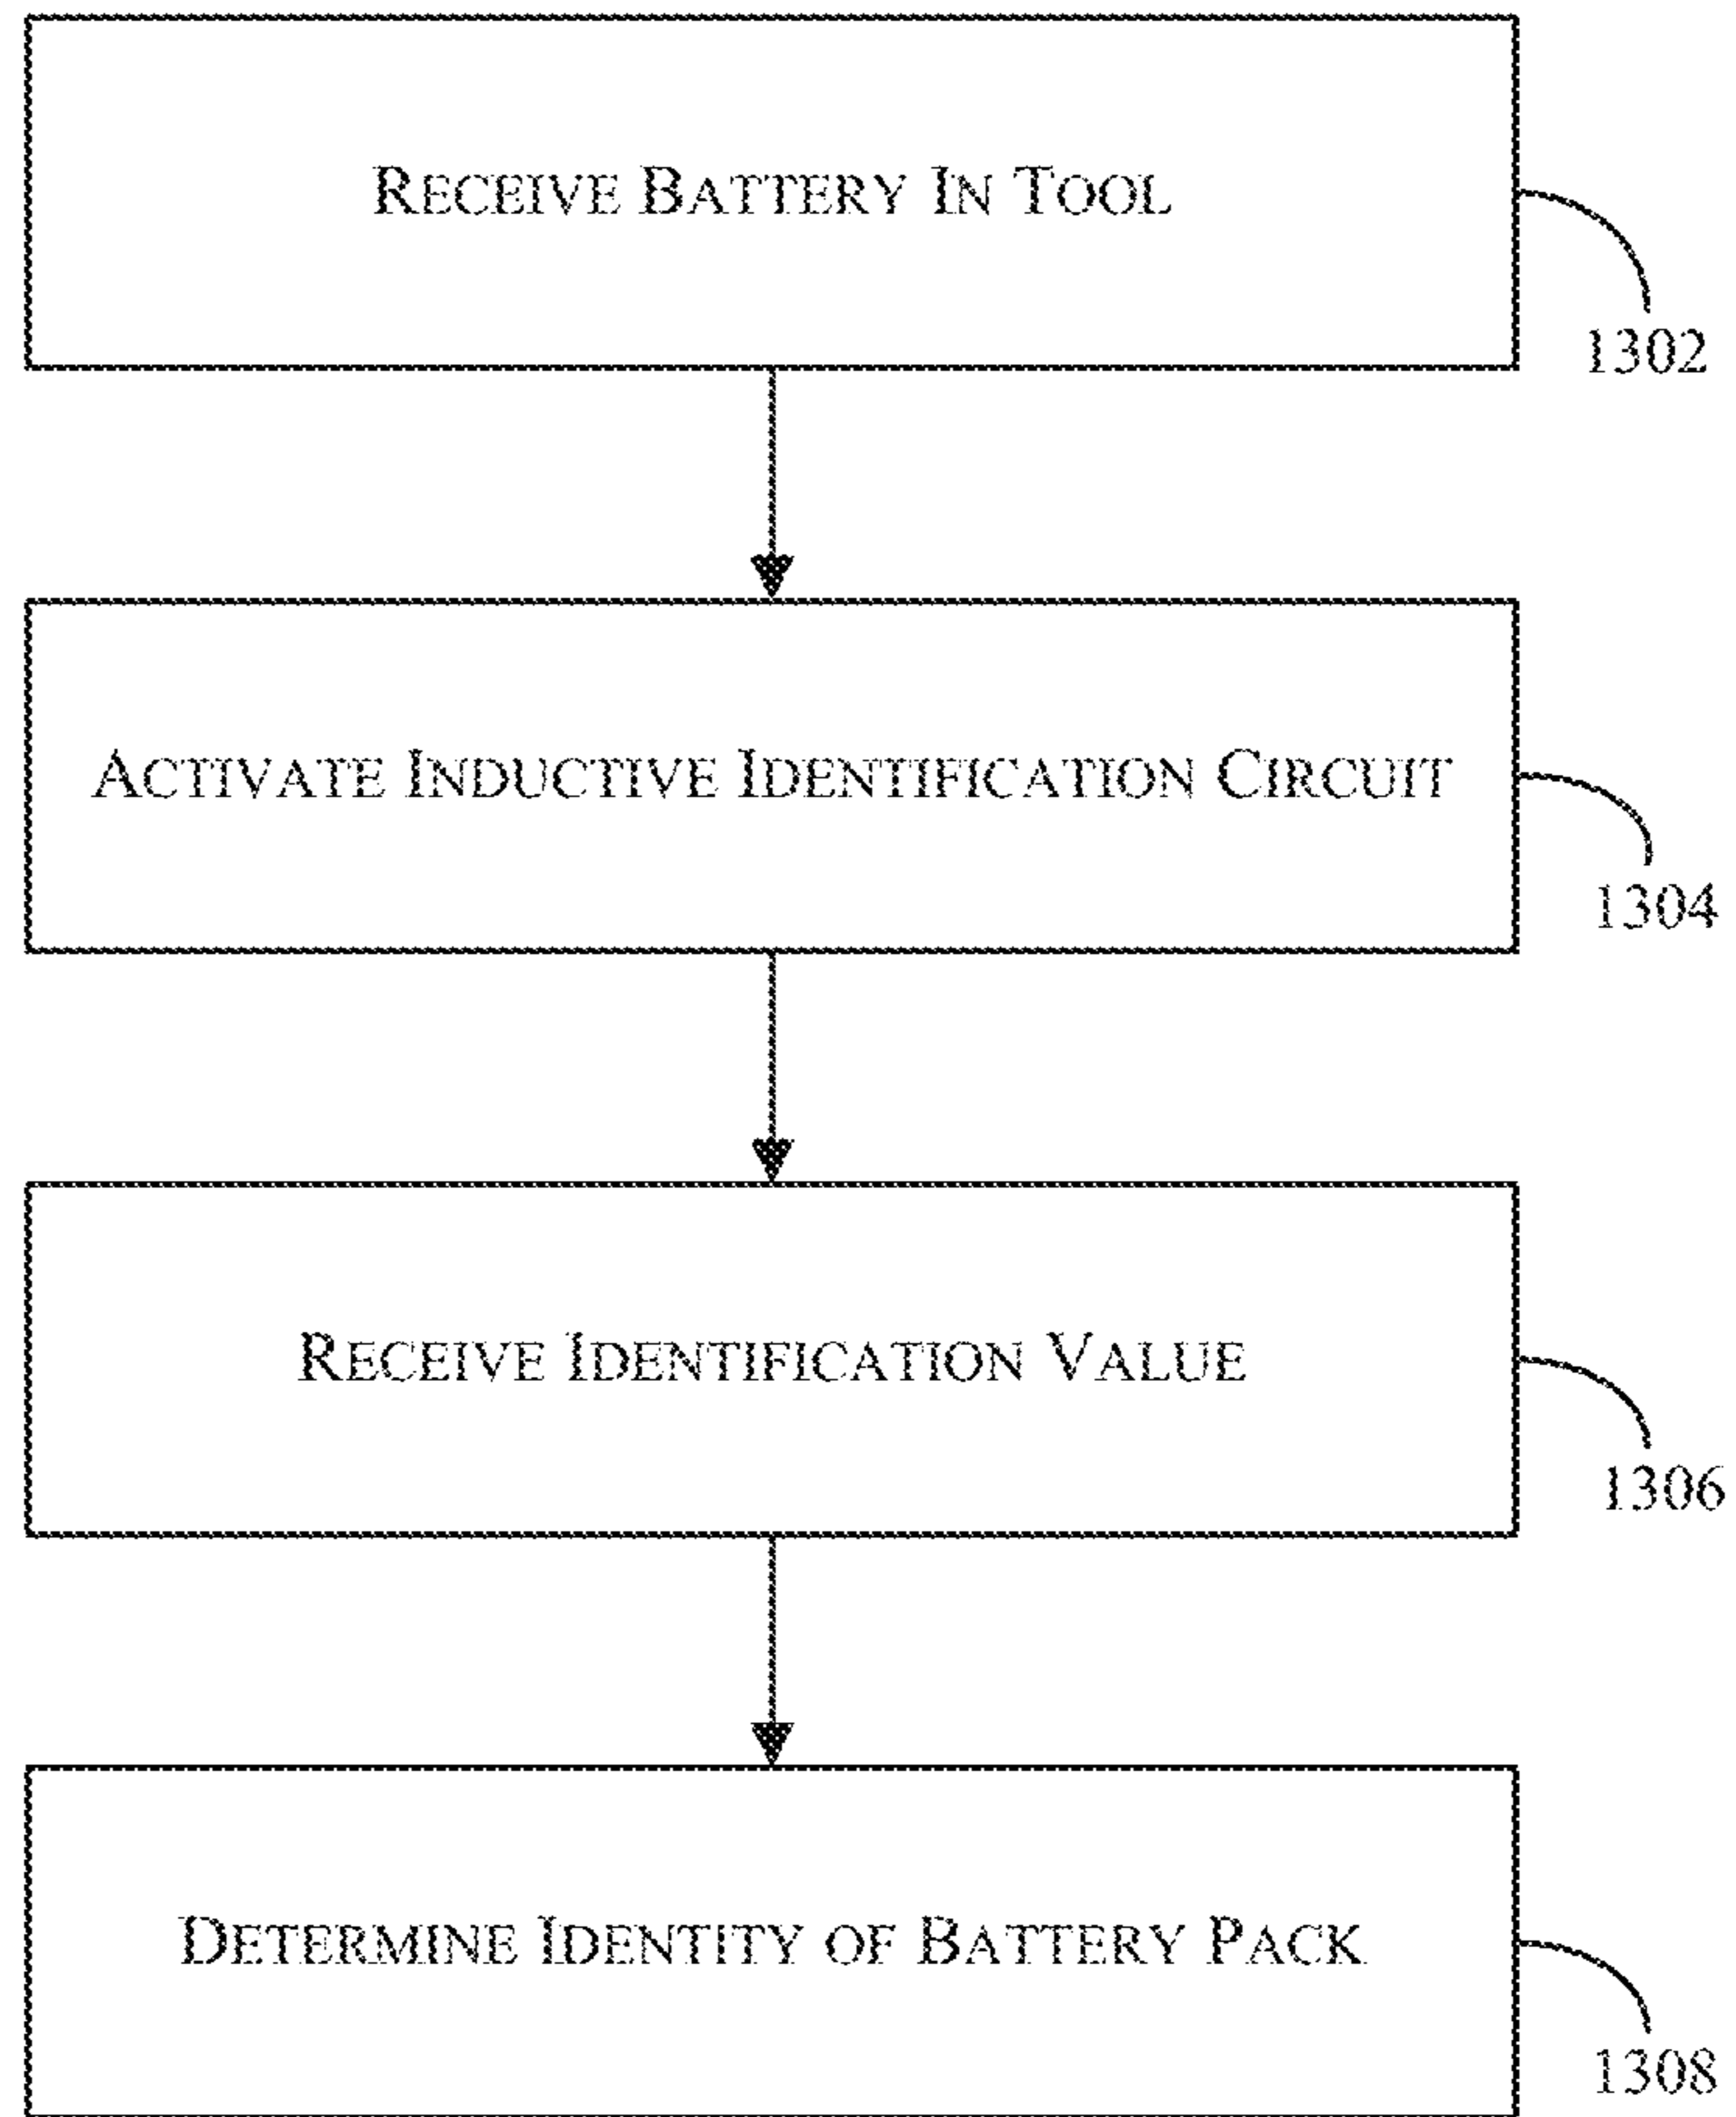 RECEIVE BATTERY IN TOOL
1302
ACTIVATE INDUCTIVE IDENTIFICATION CIRCUIT
1304
RECEIVE IDENTIFICATION VALUE
1306
DETERMINE IDENTITY OF BATTERY PACK
1308